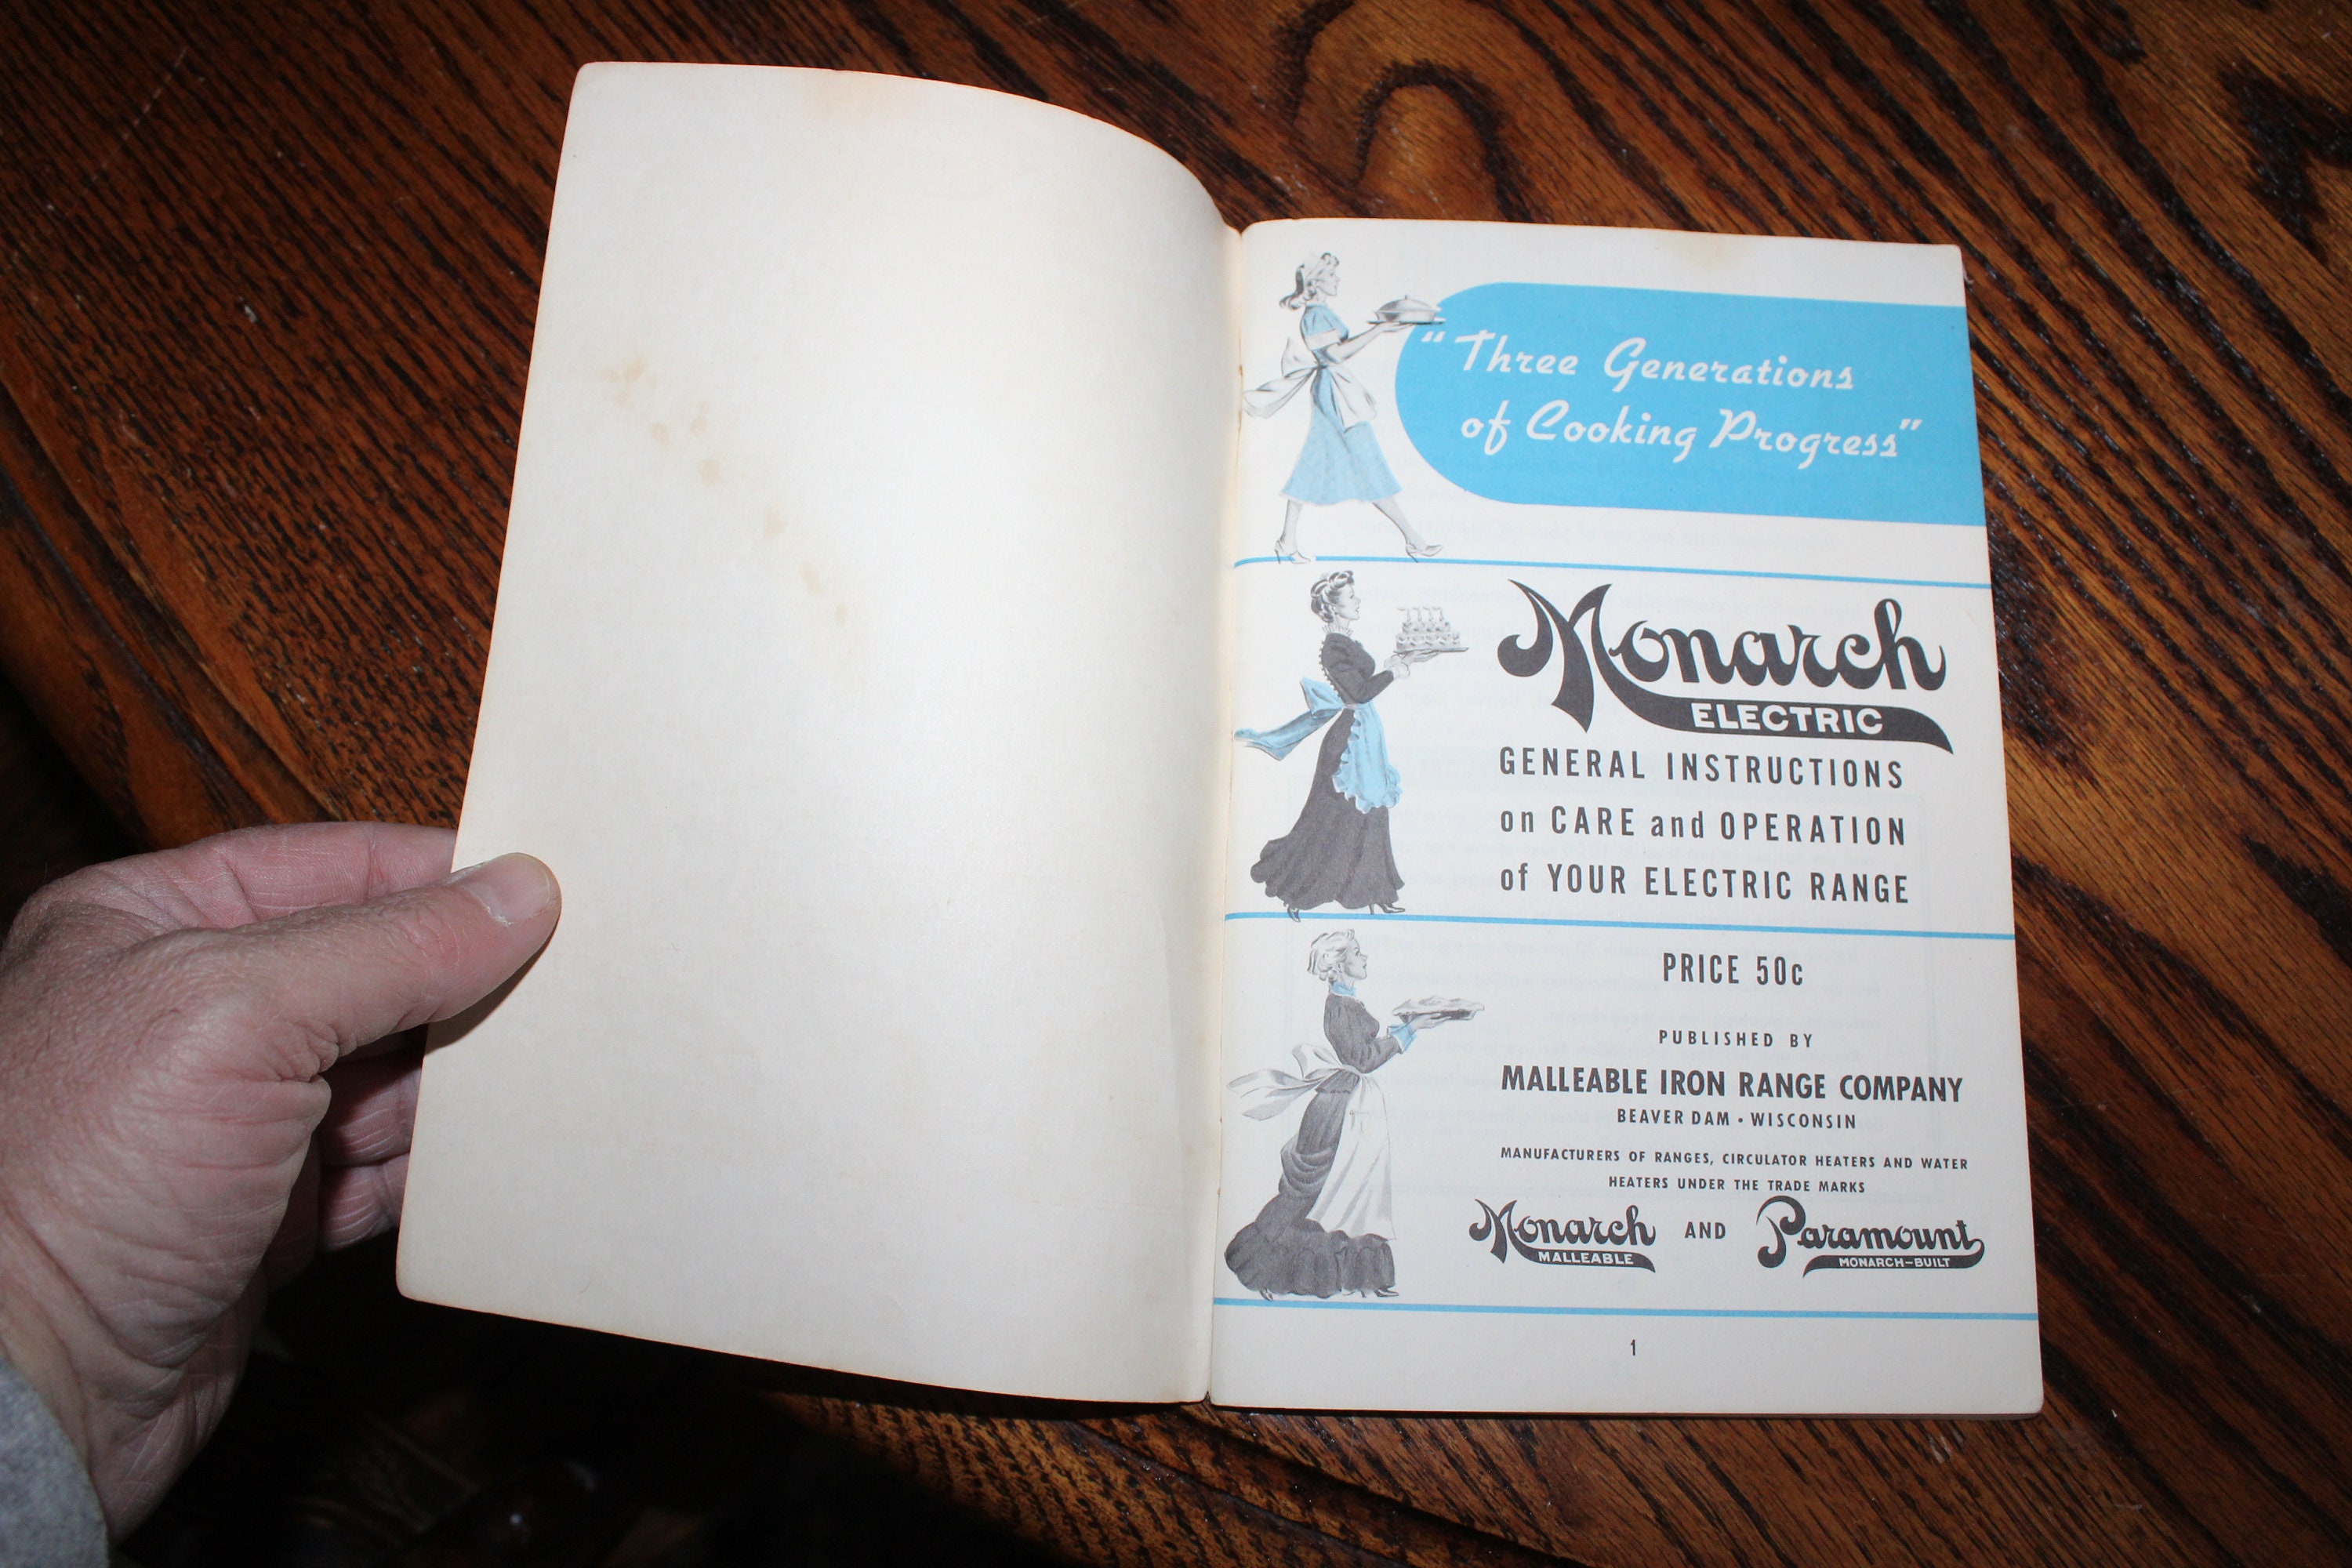 "Three Generations
of Cooking Progress"
Monarch
ELECTRIC
GENERAL INSTRUCTIONS
on CARE and OPERATION
of YOUR ELECTRIC RANGE
PRICE 50c
PUBLISHED BY
MALLEABLE IRON RANGE COMPANY
BEAVER DAM • WISCONSIN
MANUFACTURERS OF RANGES, CIRCULATOR HEATERS AND WATER
HEATERS UNDER THE TRADE MARKS
Monarch AND Paramount
MALLEABLE MONARCH-BUILT
1